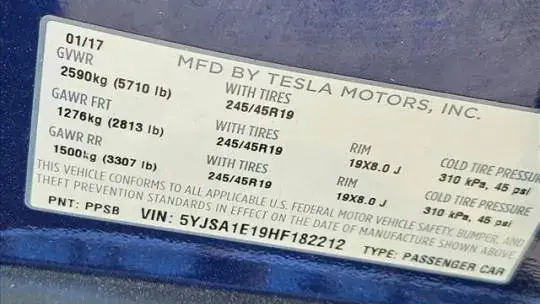 MFD BY TESLA MOTORS, INC.
01/17
GVWR
2590kg (5710 lb)
GAWR FRT WITH TIRES
1276kg (2813 lb) 245/45R19
GAWR RR WITH TIRES RIM COLD TIRE PRESSURE
1500kg (3307 lb) 245/45R19 19X8.0 J 310 kPa, 45 psi
WITH TIRES RIM COLD TIRE PRESSURE
245/45R19 19X8.0 J 310 kPa, 45 psi
THIS VEHICLE CONFORMS TO ALL APPLICABLE U.S. FEDERAL MOTOR VEHICLE SAFETY, BUMPER, AND
THEFT PREVENTION STANDARDS IN EFFECT ON THE DATE OF MANUFACTURE SHOWN ABOVE.
PNT: PPSB VIN: 5YJSA1E19HF182212 TYPE: PASSENGER CAR